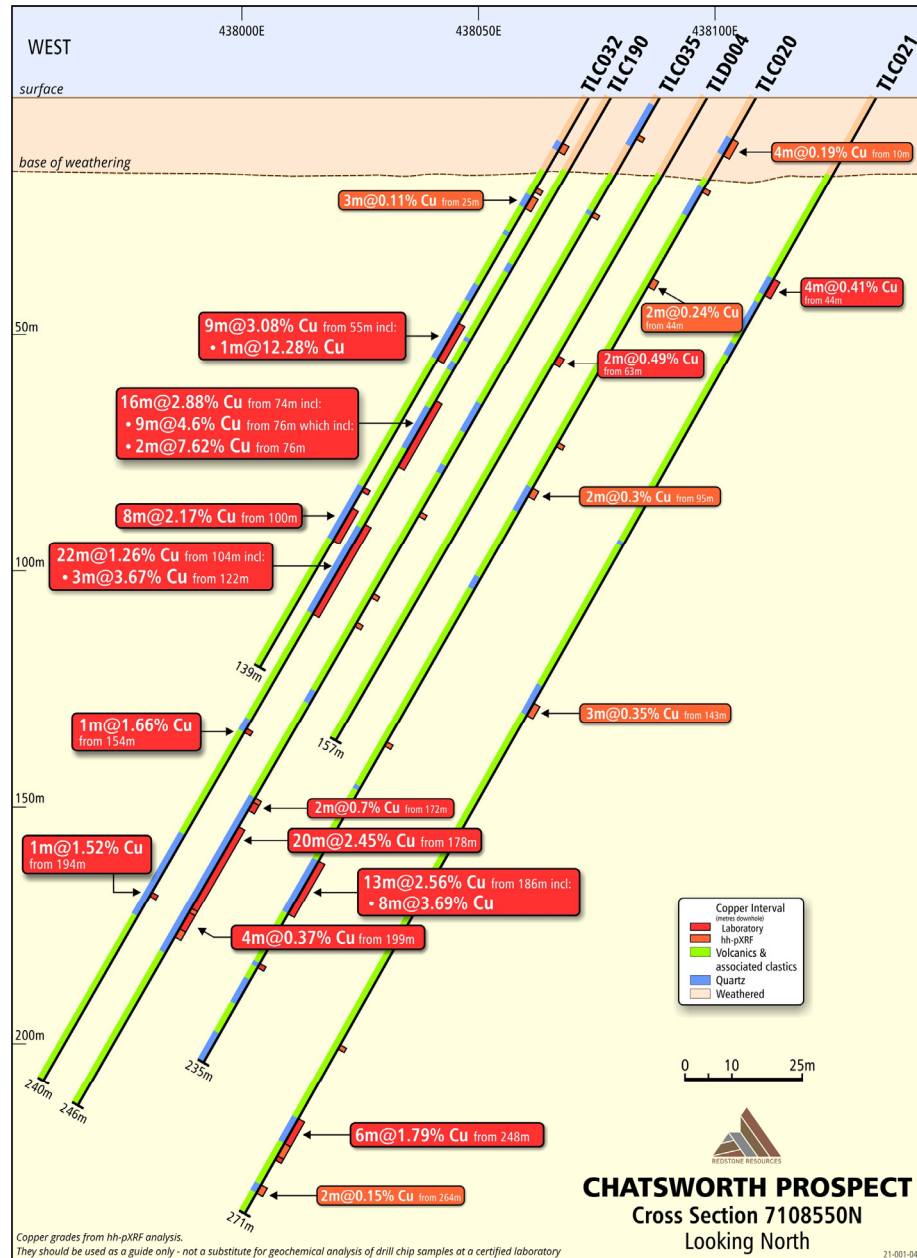 438000E
438050E
438100E
WEST
TLC032
TLC190
TLC035
TLD004
TLC020
TLC021
surface
base of weathering
4m@0.19% Cu from 10m
3m@0.11% Cu from 25m
4m@0.41% Cu
from 44m
2m@0.24% Cu
from 44m
50m
9m@3.08% Cu from 55m incl:
• 1m@12.28% Cu
2m@0.49% Cu
from 63m
16m@2.88% Cu from 74m incl:
• 9m@4.6% Cu from 76m which incl:
• 2m@7.62% Cu from 76m
2m@0.3% Cu from 95m
8m@2.17% Cu from 100m
22m@1.26% Cu from 104m incl:
• 3m@3.67% Cu from 122m
100m
139m
1m@1.66% Cu
from 154m
3m@0.35% Cu from 143m
157m
150m
2m@0.7% Cu from 172m
20m@2.45% Cu from 178m
1m@1.52% Cu
from 194m
13m@2.56% Cu from 186m incl:
• 8m@3.69% Cu
4m@0.37% Cu from 199m
Copper Interval
(metres downhole)
Laboratory
hh-pXRF
Volcanics &
associated clastics
Quartz
Weathered
200m
240m
246m
235m
0 10 25m
6m@1.79% Cu from 248m
2m@0.15% Cu from 264m
271m
REDSTONE RESOURCES
CHATSWORTH PROSPECT
Cross Section 7108550N
Looking North
Copper grades from hh-pXRF analysis.
They should be used as a guide only - not a substitute for geochemical analysis of drill chip samples at a certified laboratory
21-001-04